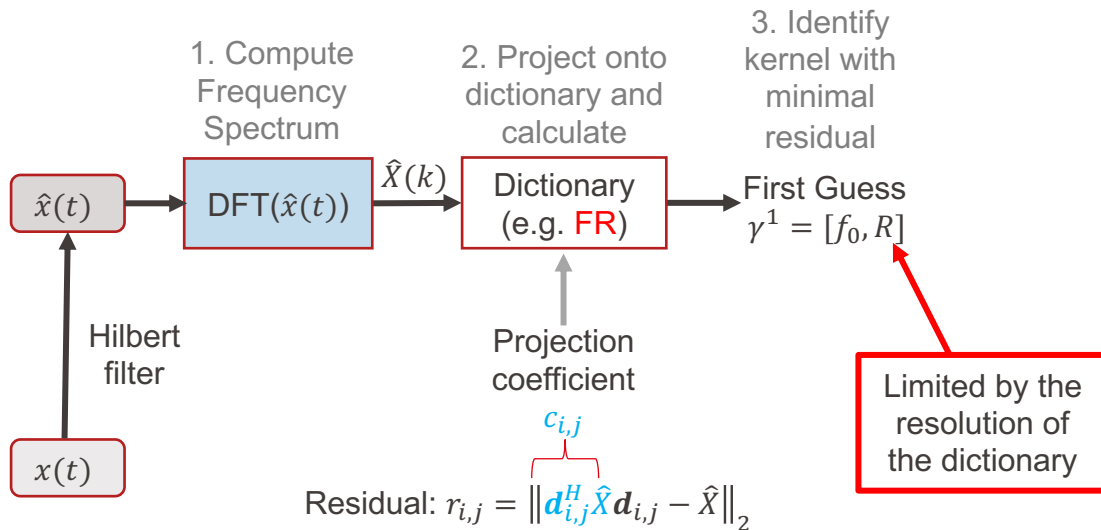 1. Compute
Frequency
Spectrum
2. Project onto
dictionary and
calculate
3. Identify
kernel with
minimal
residual
x̂(t)
DFT(x̂(t))
X̂(k)
Dictionary
(e.g. FR)
First Guess
γ¹ = [f₀, R]
Hilbert
filter
Projection
coefficient
c_{i,j}
Limited by the
resolution of
the dictionary
x(t)
Residual: r_{i,j} = ‖d_{i,j}^H X̂ d_{i,j} − X̂‖₂